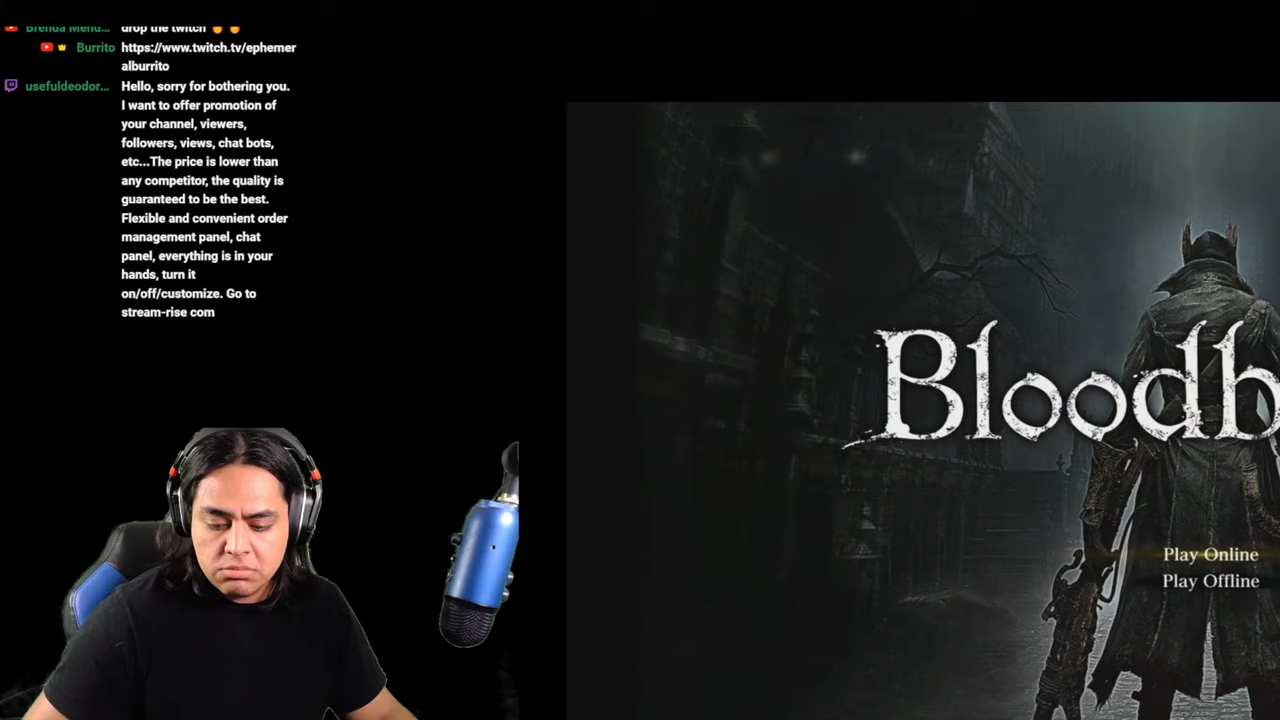 Brenda Mend... drop the twitch
Burrito https://www.twitch.tv/ephemer
alburrito
usefuldeodor... Hello, sorry for bothering you.
I want to offer promotion of
your channel, viewers,
followers, views, chat bots,
etc...The price is lower than
any competitor, the quality is
guaranteed to be the best.
Flexible and convenient order
management panel, chat
panel, everything is in your
hands, turn it
on/off/customize. Go to
stream-rise com
Bloodb
Play Online
Play Offline